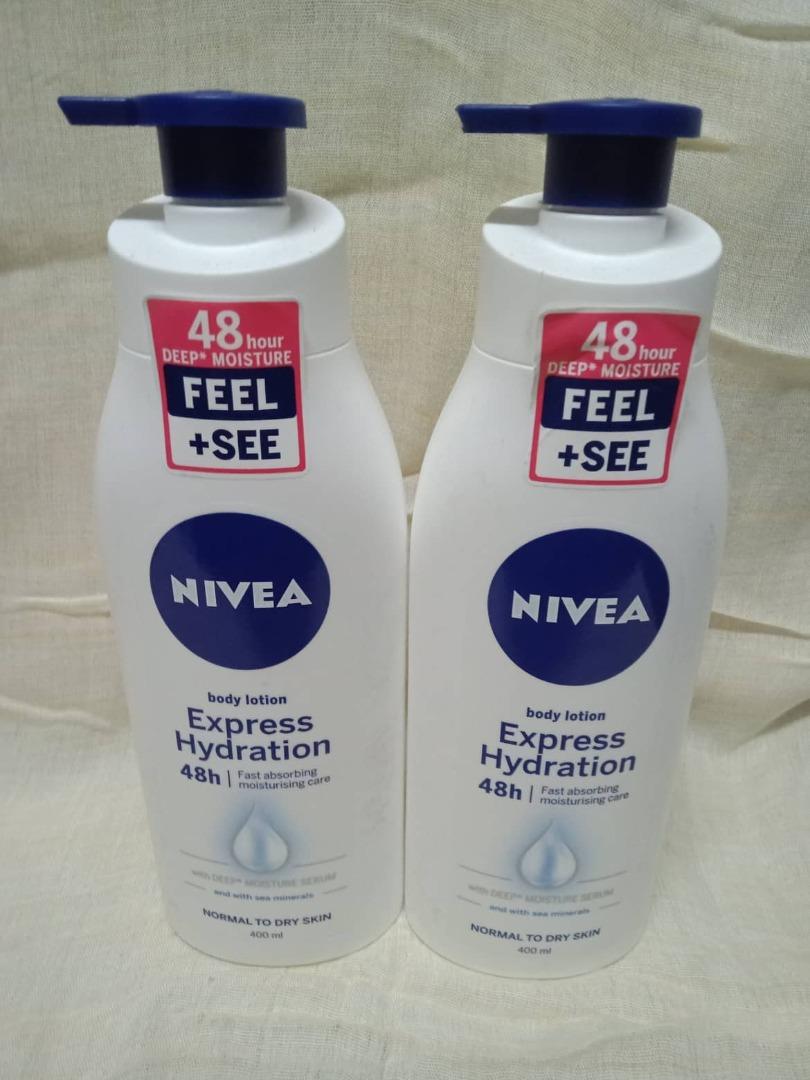 48 hour
DEEP* MOISTURE
FEEL
+SEE
NIVEA
body lotion
Express
Hydration
48h | Fast absorbing
moisturising care
with DEEP* MOISTURE SERUM
and with sea minerals
NORMAL TO DRY SKIN
400 ml
48 hour
DEEP* MOISTURE
FEEL
+SEE
NIVEA
body lotion
Express
Hydration
48h | Fast absorbing
moisturising care
with DEEP* MOISTURE SERUM
and with sea minerals
NORMAL TO DRY SKIN
400 ml